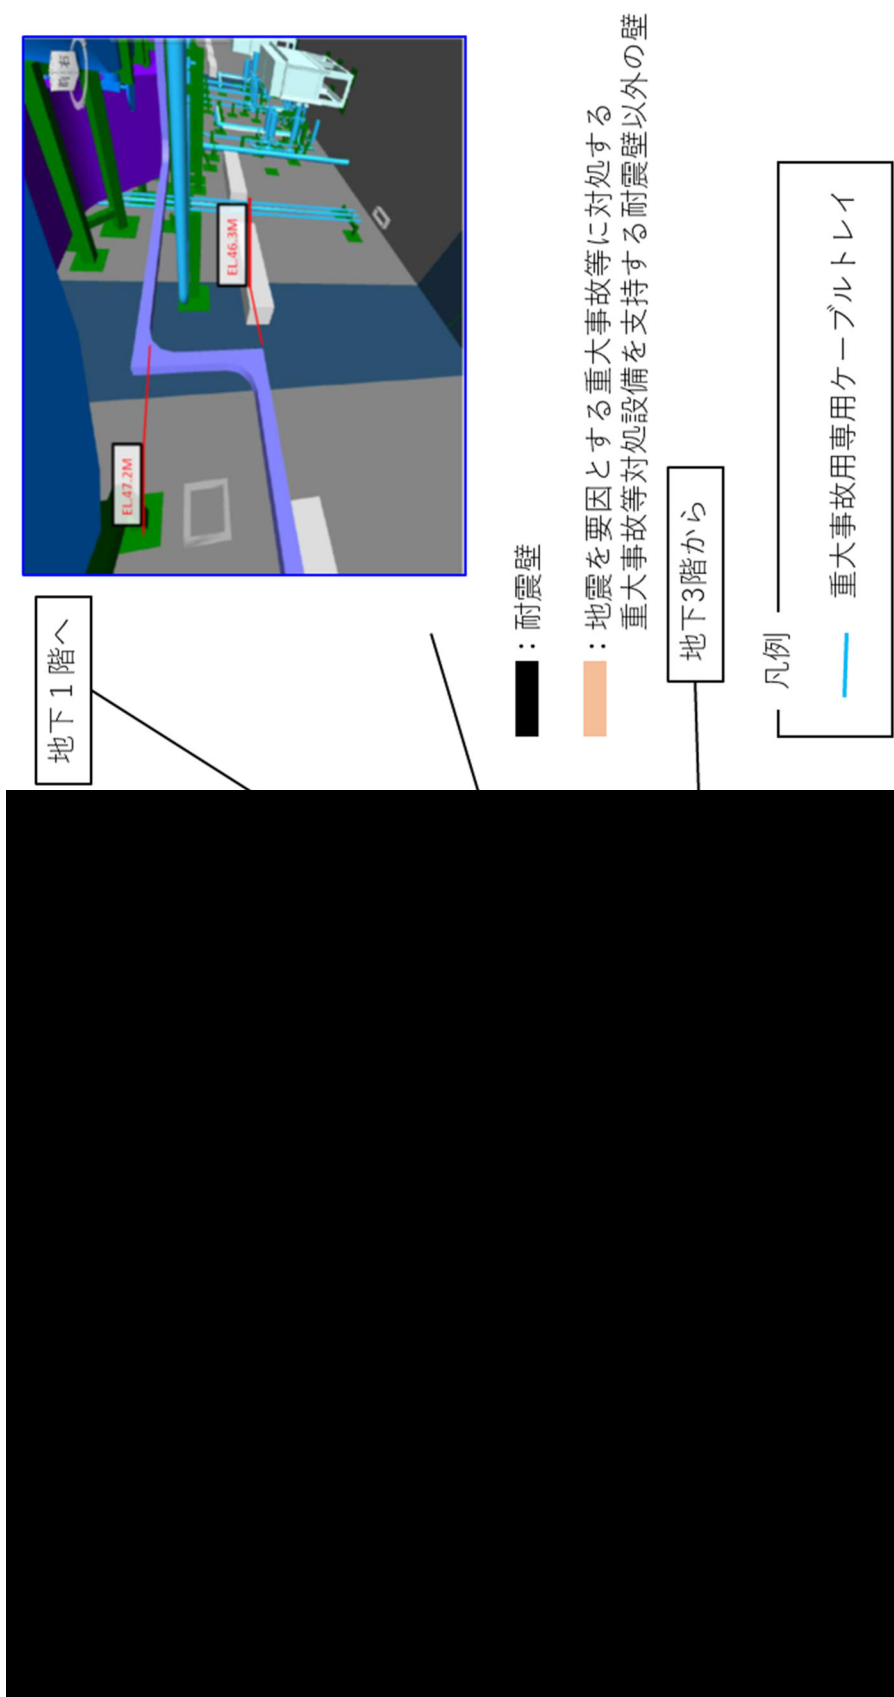 地下１階へ
EL.47.2M
EL.46.3M
：耐震壁
：地震を要因とする重大事故等に対処する
重大事故等対処設備を支持する耐震壁以外の壁
地下3階から
凡例
重大事故用専用ケーブルトレイ